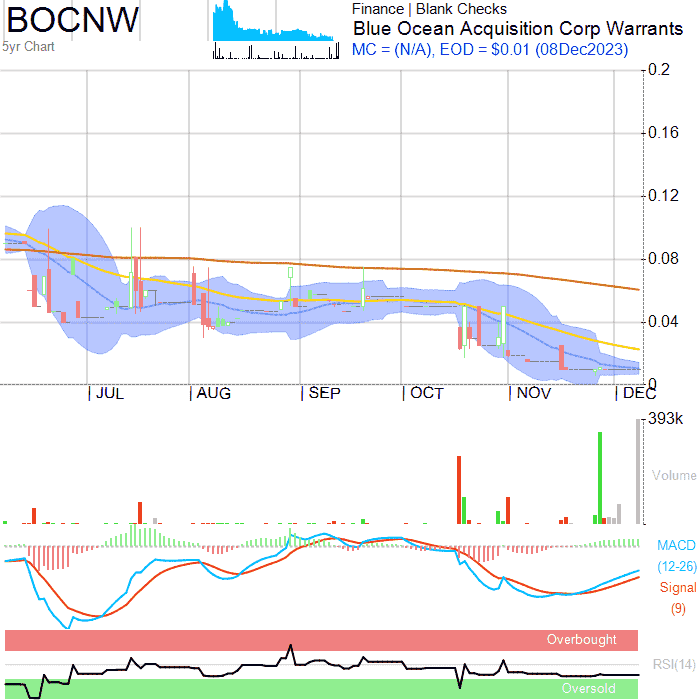 BOCNW
5yr Chart
Finance | Blank Checks
Blue Ocean Acquisition Corp Warrants
MC = (N/A), EOD = $0.01 (08Dec2023)
0.2
0.16
0.12
0.08
0.04
0
JUL AUG SEP OCT NOV DEC
393k
Volume
MACD
(12-26)
Signal
(9)
Overbought
RSI(14)
Oversold